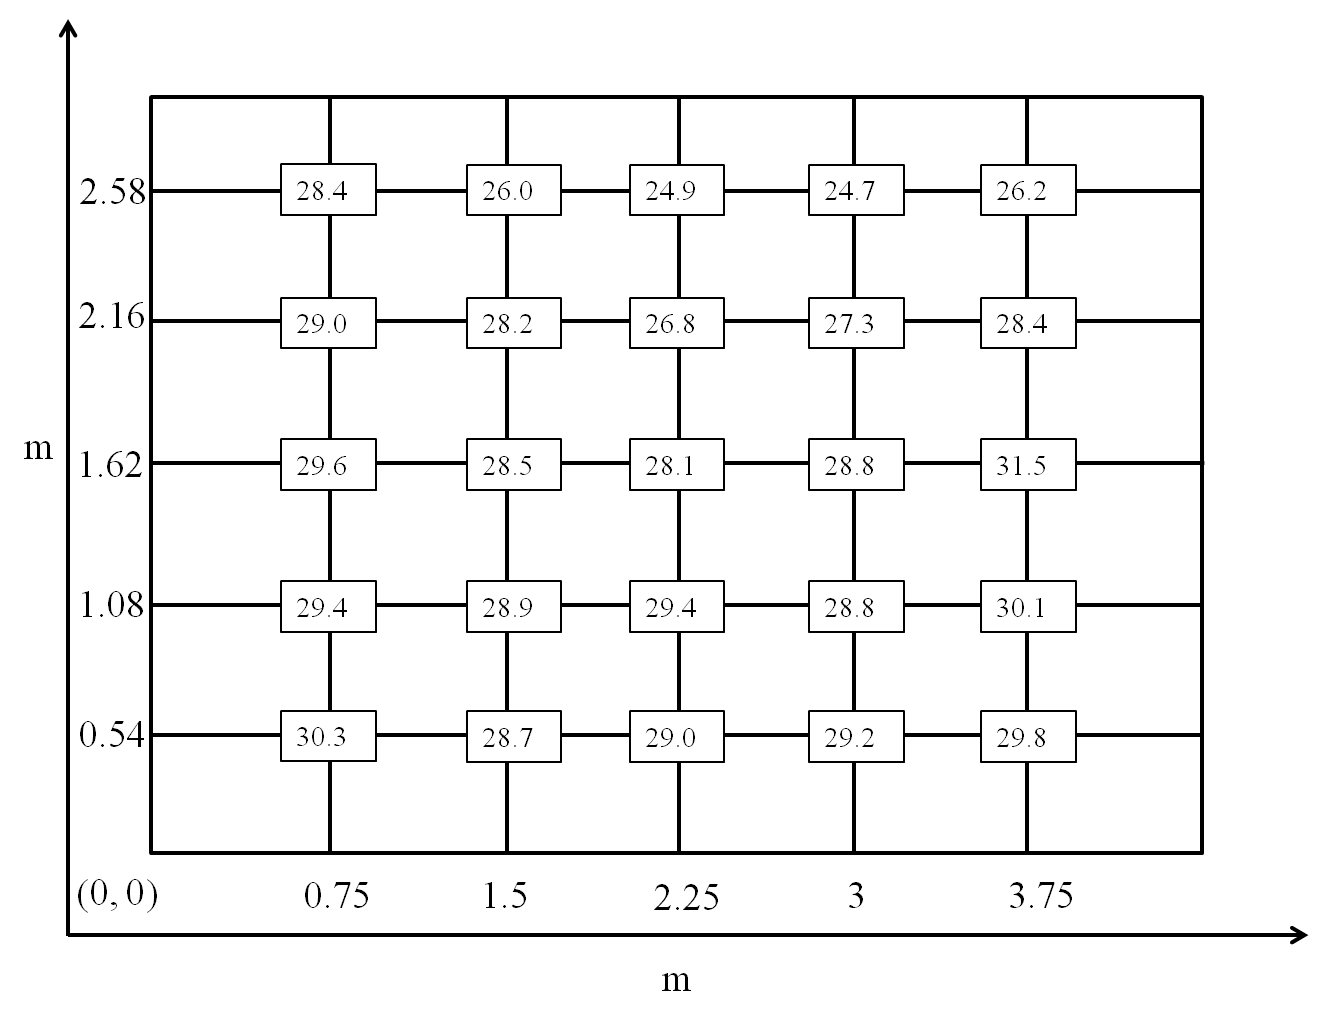 2.58 28.4 26.0 24.9 24.7 26.2
2.16 29.0 28.2 26.8 27.3 28.4
m
1.62 29.6 28.5 28.1 28.8 31.5
1.08 29.4 28.9 29.4 28.8 30.1
0.54 30.3 28.7 29.0 29.2 29.8
(0, 0) 0.75 1.5 2.25 3 3.75
m